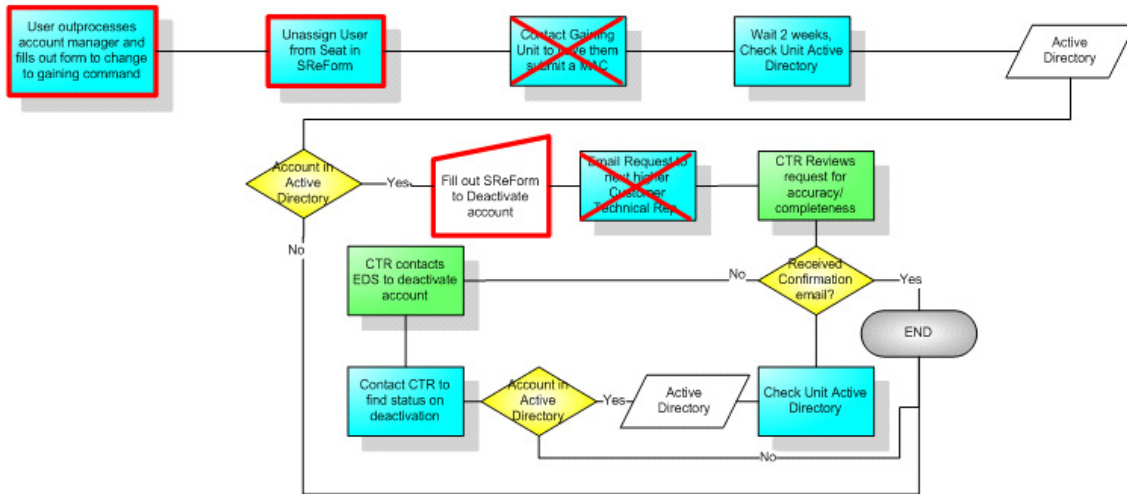 User outprocesses
account manager and
fills out form to change
to gaining command
Unassign User
from Seat in
SReForm
Contact Gaining
Unit to have them
submit a MAC
Wait 2 weeks,
Check Unit Active
Directory
Active
Directory
Account in
Active
Directory
Yes
Fill out SReForm
to Deactivate
account
Email Request to
next higher
Customer
Technical Rep
CTR Reviews
request for
accuracy/
completeness
No
CTR contacts
EDS to deactivate
account
No
Received
Confirmation
email?
Yes
END
Contact CTR to
find status on
deactivation
Account in
Active
Directory
Yes
Active
Directory
Check Unit Active
Directory
No